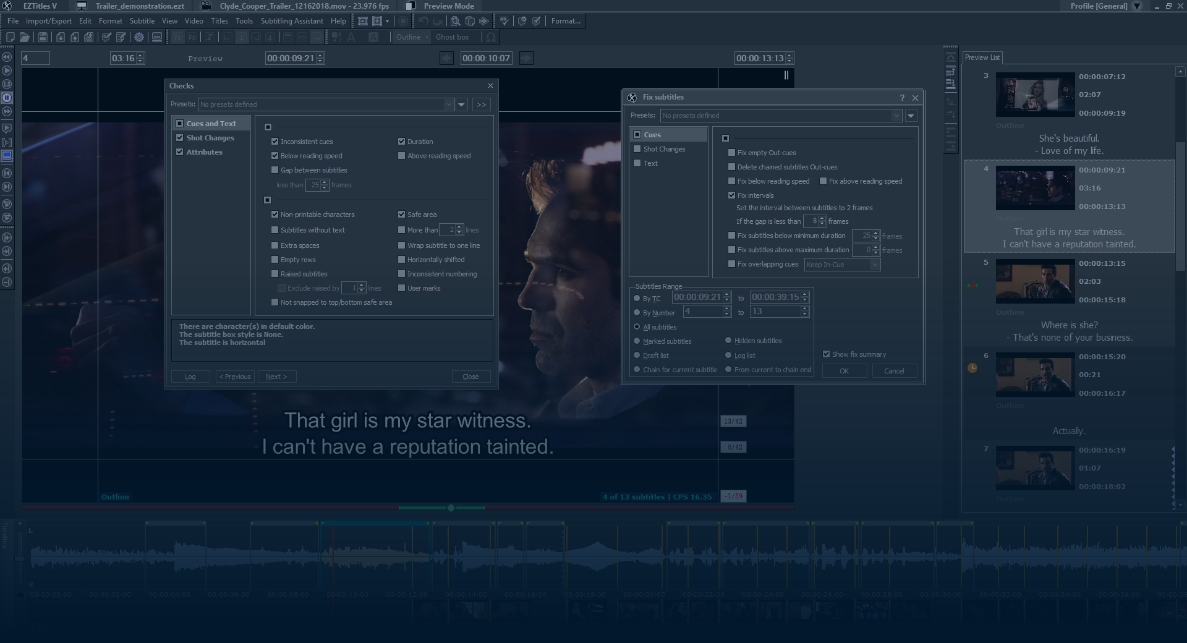 EZTitles V
Trailer_demonstration.ezt
Clyde_Cooper_Trailer_12162018.mov - 23.976 fps
Preview Mode
Profile [General]
File Import/Export Edit Format Subtitle View Video Titles Tools Subtitling Assistant Help
Format...
Outline
Ghost box
4
03:16
Preview
00:00:09:21
00:00:10:07
00:00:13:13
Checks
Presets: No presets defined
>>
Cues and Text
Shot Changes
Attributes
Inconsistent cues
Duration
Below reading speed
Above reading speed
Gap between subtitles
less than 25 frames
Non printable characters
Safe area
Subtitles without text
More than 2 lines
Extra spaces
Wrap subtitle to one line
Empty rows
Horizontally shifted
Raised subtitles
Inconsistent numbering
Exclude raised by 1 lines
User marks
Not snapped to top/bottom safe area
There are character(s) in default color.
The subtitle box style is None.
The subtitle is horizontal
Log
< Previous
Next >
Close
Fix subtitles
?
Presets: No presets defined
Cues
Shot Changes
Text
Fix empty Out-cues
Delete chained subtitles Out-cues
Fix below reading speed
Fix above reading speed
Fix intervals
Set the interval between subtitles to 2 frames
If the gap is less than 8 frames
Fix subtitles below minimum duration 25 frames
Fix subtitles above maximum duration 0 frames
Fix overlapping cues Keep In-Cue
Subtitles Range
By TC 00:00:09:21 to 00:00:39:15
By Number 4 to 13
All subtitles
Marked subtitles
Hidden subtitles
Draft list
Log list
Chain for current subtitle
From current to chain end
Show fix summary
OK
Cancel
That girl is my star witness.
I can't have a reputation tainted.
Outline
4 of 13 subtitles | CPS 16.35
-1/39
Preview List
3
00:00:07:12
02:07
00:00:09:19
Outline
She's beautiful.
- Love of my life.
4
00:00:09:21
03:16
00:00:13:13
Outline
That girl is my star witness.
I can't have a reputation tainted.
5
00:00:13:15
02:03
00:00:15:18
Outline
Where is she?
- That's none of your business.
6
00:00:15:20
00:21
00:00:16:17
Outline
Actually.
7
00:00:16:19
01:07
00:00:18:02
Outline